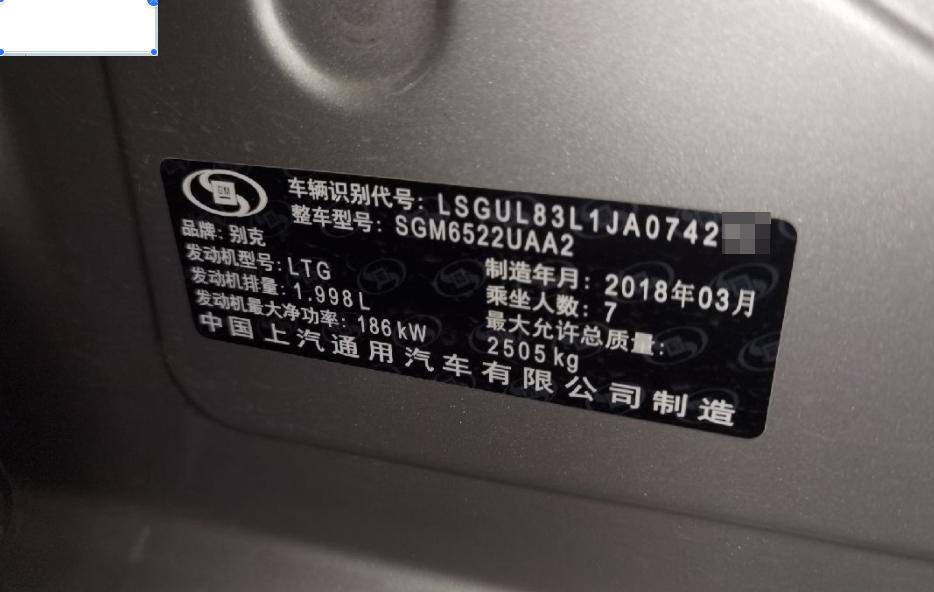 GM
车辆识别代号: LSGUL83L1JA0742
整车型号: SGM6522UAA2
品牌: 别克
发动机型号: LTG
制造年月: 2018年03月
发动机排量: 1.998L
乘坐人数: 7
发动机最大净功率: 186kW
最大允许总质量:
2505kg
中国上汽通用汽车有限公司制造